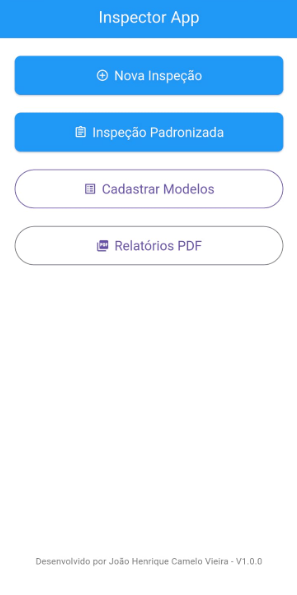 Inspector App
Nova Inspeção
Inspeção Padronizada
Cadastrar Modelos
PDF Relatórios PDF
Desenvolvido por João Henrique Camelo Vieira - V1.0.0